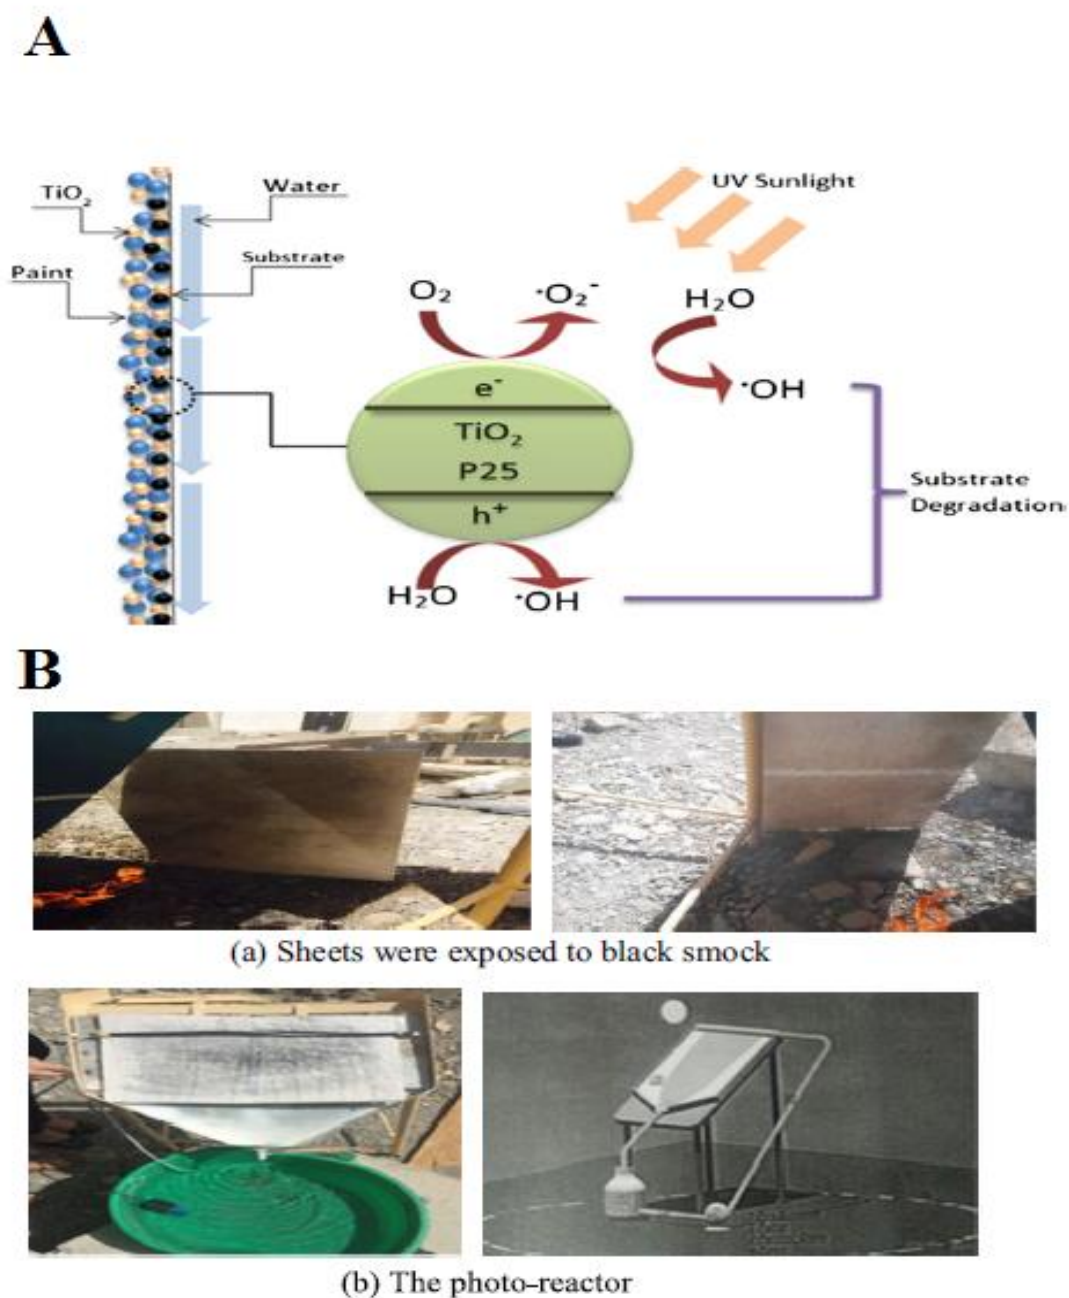 A
TiO₂
Water
UV Sunlight
Substrate
Paint
O₂
·O₂⁻
H₂O
e⁻
·OH
TiO₂
P25
Substrate
Degradation
h⁺
H₂O
·OH
B
(a) Sheets were exposed to black smock
(b) The photo-reactor